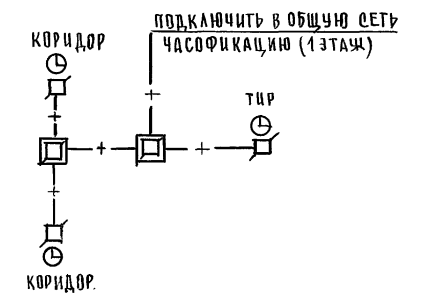 ПОДКЛЮЧИТЬ В ОБЩУЮ СЕТЬ
ЧАСОФИКАЦИЮ (1 ЭТАЖ)
КОРИДОР
ТИР
КОРИДОР.